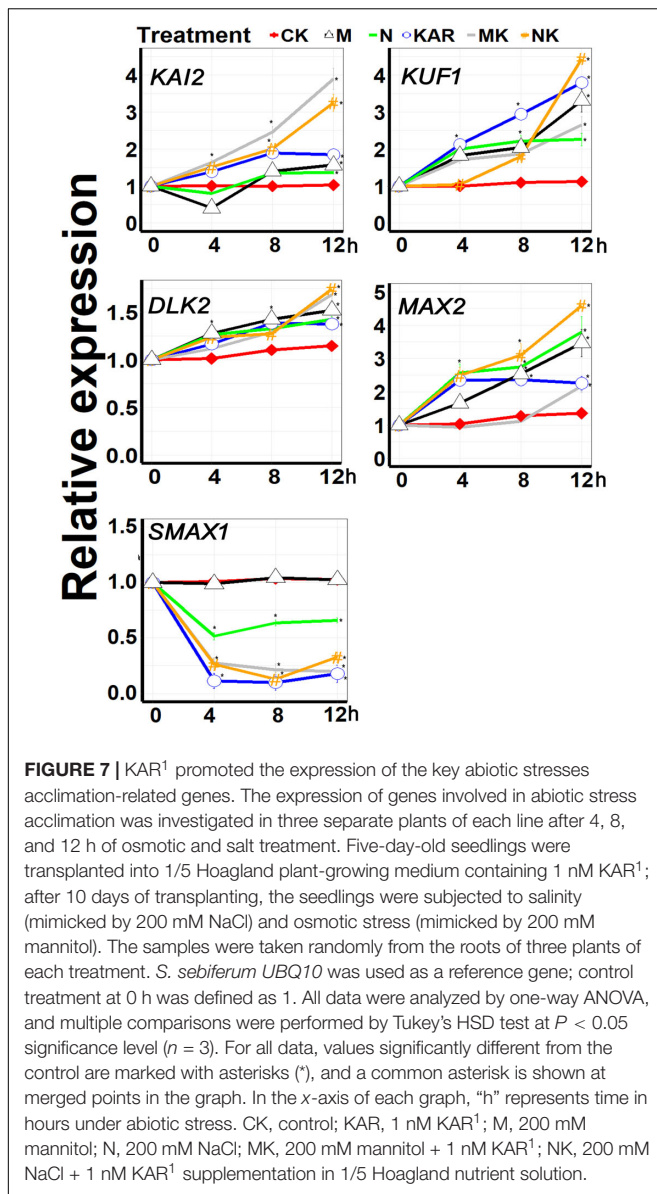 Treatment CK M N KAR MK NK
KAI2 KUF1
4 4
3 3
2 2
1 1
0 0
0 4 8 12h 0 4 8 12h
Relative expression
DLK2 MAX2
1.5 5
1.0 4
0.5 3
0.0 2
1
0
0 4 8 12h 0 4 8 12h
SMAX1
1.5
1.0
0.5
0.0
0 4 8 12h
FIGURE 7 | KAR¹ promoted the expression of the key abiotic stresses
acclimation-related genes. The expression of genes involved in abiotic stress
acclimation was investigated in three separate plants of each line after 4, 8,
and 12 h of osmotic and salt treatment. Five-day-old seedlings were
transplanted into 1/5 Hoagland plant-growing medium containing 1 nM KAR¹;
after 10 days of transplanting, the seedlings were subjected to salinity
(mimicked by 200 mM NaCl) and osmotic stress (mimicked by 200 mM
mannitol). The samples were taken randomly from the roots of three plants of
each treatment. S. sebiferum UBQ10 was used as a reference gene; control
treatment at 0 h was defined as 1. All data were analyzed by one-way ANOVA,
and multiple comparisons were performed by Tukey's HSD test at P < 0.05
significance level (n = 3). For all data, values significantly different from the
control are marked with asterisks (*), and a common asterisk is shown at
merged points in the graph. In the x-axis of each graph, "h" represents time in
hours under abiotic stress. CK, control; KAR, 1 nM KAR¹; M, 200 mM
mannitol; N, 200 mM NaCl; MK, 200 mM mannitol + 1 nM KAR¹; NK, 200 mM
NaCl + 1 nM KAR¹ supplementation in 1/5 Hoagland nutrient solution.